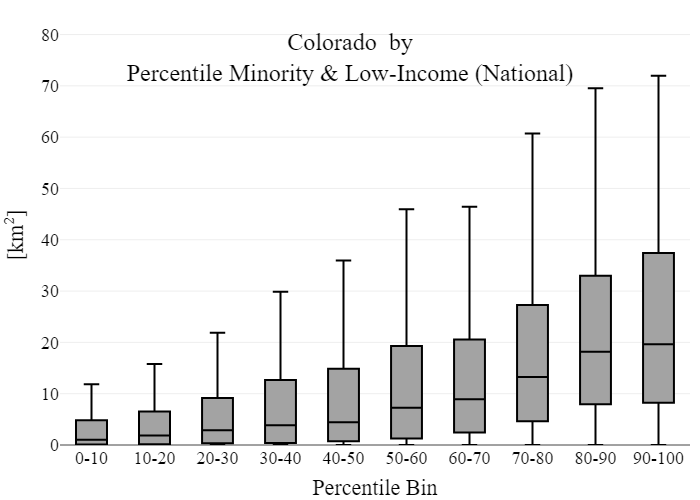 Colorado by
Percentile Minority & Low-Income (National)
80
70
60
50
40
30
20
10
0
[km²]
0-10 10-20 20-30 30-40 40-50 50-60 60-70 70-80 80-90 90-100
Percentile Bin